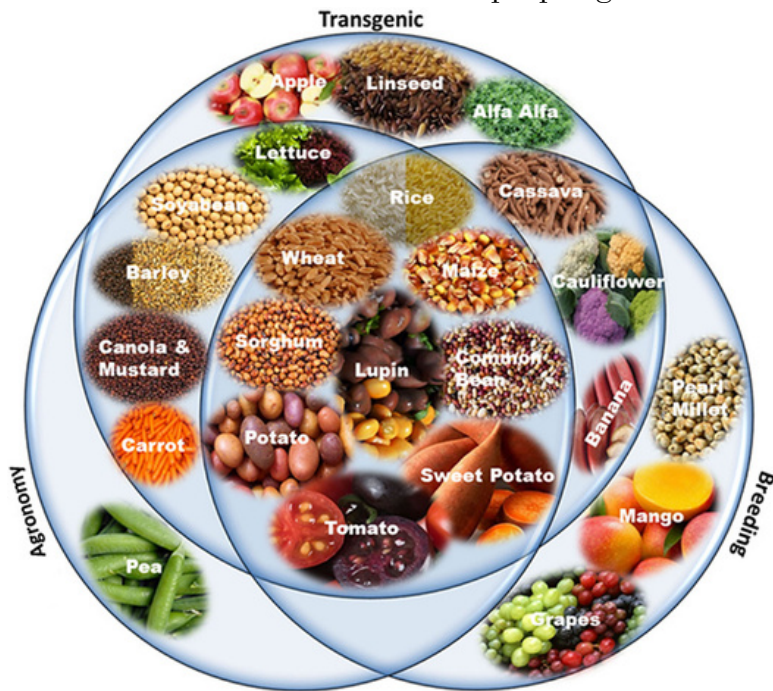 Transgenic
Apple
Linseed
Alfa Alfa
Lettuce
Rice
Cassava
Soyabean
Wheat
Maize
Barley
Cauliflower
Canola &
Mustard
Sorghum
Lupin
Common
Bean
Pearl
Millet
Banana
Carrot
Potato
Sweet Potato
Mango
Tomato
Agronomy
Breeding
Pea
Grapes